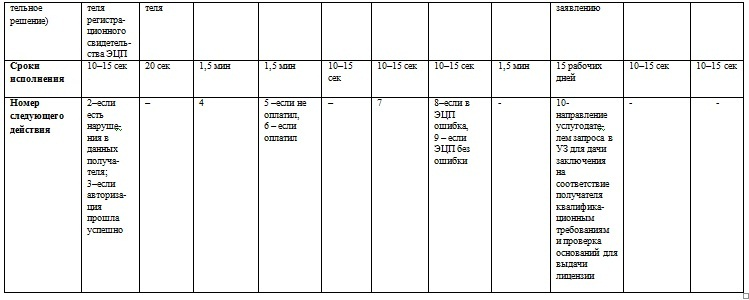 тельное
решение)
теля
регистра-
ционного
свидетель-
ства ЭЦП
теля
заявлению
Сроки
исполнения
10–15 сек
20 сек
1,5 мин
1,5 мин
10–15
сек
10–15 сек
10–15 сек
1,5 мин
15 рабочих
дней
10–15 сек
10–15 сек
Номер
следующего
действия
2–если
есть
наруше-
ния в
данных
получа-
теля;
3–если
авториза-
ция
прошла
успешно
–
4
5 –если не
оплатил,
6 – если
оплатил
–
7
8–если в
ЭЦП
ошибка,
9 – если
ЭЦП без
ошибки
-
10-
направление
услугодате-
лем запроса в
УЗ для дачи
заключения
на
соответствие
получателя
квалифика-
ционным
требованиям
и проверка
оснований для
выдачи
лицензии
-
-